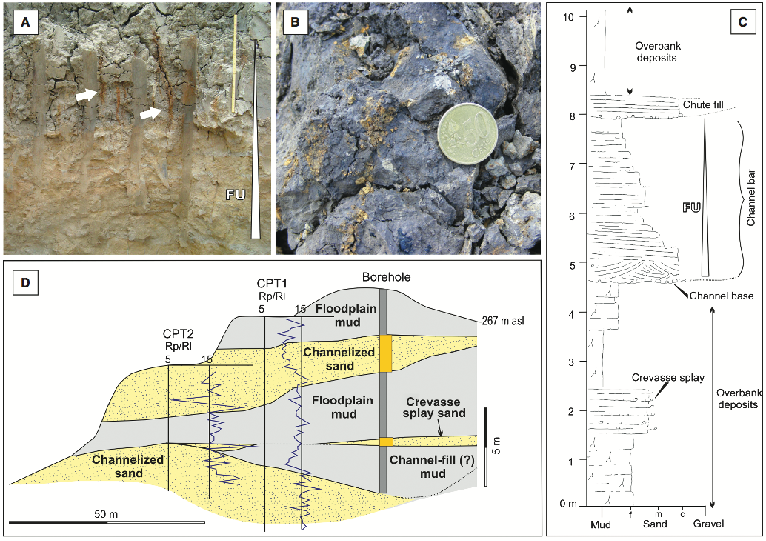 A
FU
B
C
10
9
8
7
6
5
4
3
2
1
0 m
Overbank
deposits
Chute fill
FU
Channel bar
Channel base
Crevasse splay
Overbank
deposits
f
m
c
Mud
Sand
Gravel
D
CPT2
Rp/Rl
5
15
CPT1
Rp/Rl
5
15
Borehole
Floodplain
mud
267 m asl
Channelized
sand
Floodplain
mud
Crevasse
splay sand
Channelized
sand
Channel-fill (?)
mud
5 m
50 m